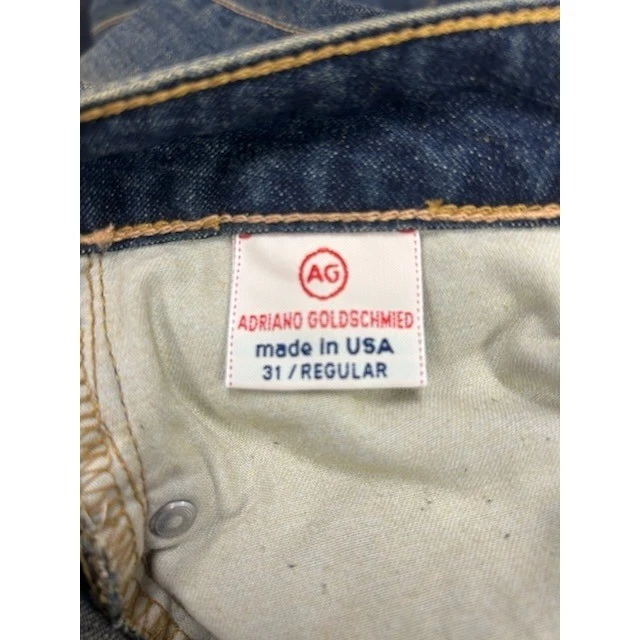 AG
ADRIANO GOLDSCHMIED
made in USA
31 / REGULAR